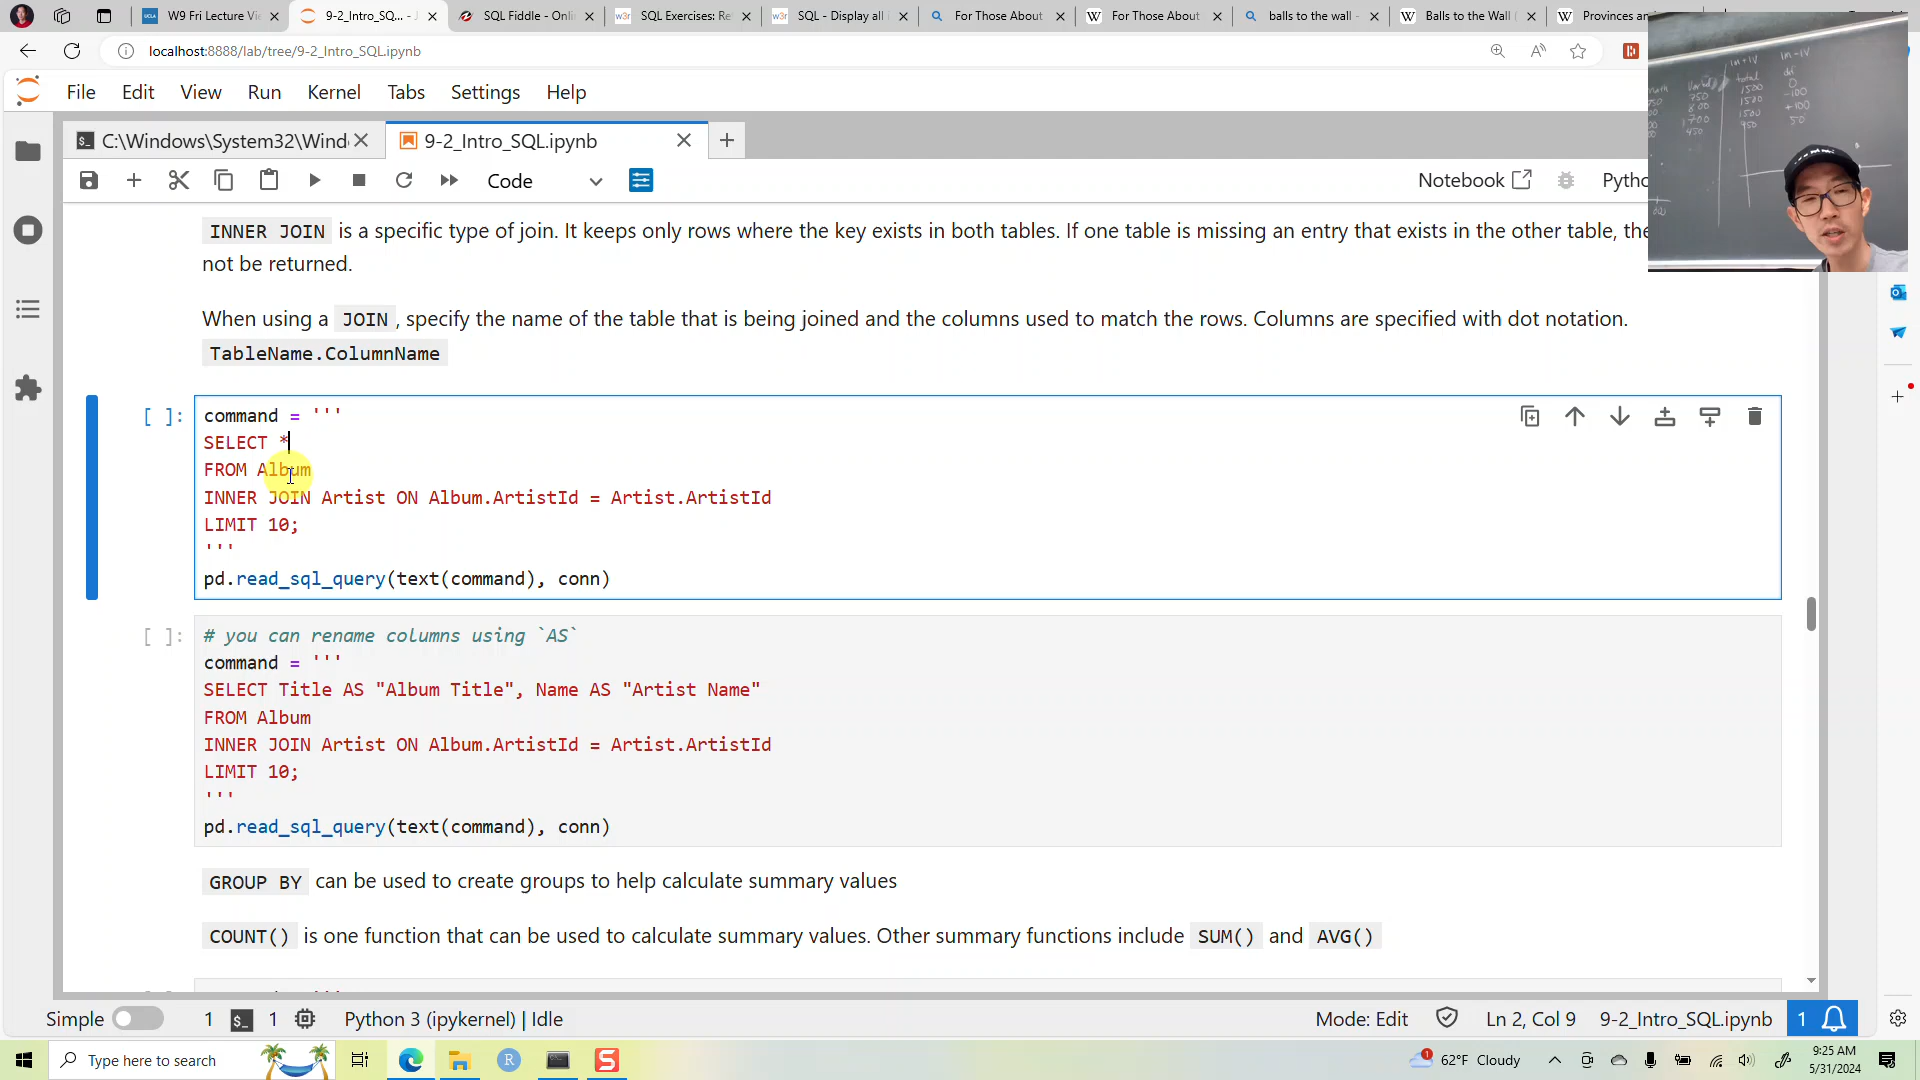 W9 Fri Lecture Vi
9-2_Intro_SQ... -
SQL Fiddle - Onli
SQL Exercises: Re
SQL - Display all
For Those About
For Those About
balls to the wall -
Balls to the Wall (
Provinces an
localhost:8888/lab/tree/9-2_Intro_SQL.ipynb
File Edit View Run Kernel Tabs Settings Help
C:\Windows\System32\Wind
9-2_Intro_SQL.ipynb
Code
Notebook
Pytho
INNER JOIN is a specific type of join. It keeps only rows where the key exists in both tables. If one table is missing an entry that exists in the other table, the
not be returned.
When using a JOIN , specify the name of the table that is being joined and the columns used to match the rows. Columns are specified with dot notation.
TableName.ColumnName
[ ]: command = '''
SELECT *
FROM Album
INNER JOIN Artist ON Album.ArtistId = Artist.ArtistId
LIMIT 10;
'''
pd.read_sql_query(text(command), conn)
[ ]: # you can rename columns using `AS`
command = '''
SELECT Title AS "Album Title", Name AS "Artist Name"
FROM Album
INNER JOIN Artist ON Album.ArtistId = Artist.ArtistId
LIMIT 10;
'''
pd.read_sql_query(text(command), conn)
GROUP BY can be used to create groups to help calculate summary values
COUNT() is one function that can be used to calculate summary values. Other summary functions include SUM() and AVG()
Simple 1 1 Python 3 (ipykernel) | Idle
Mode: Edit Ln 2, Col 9 9-2_Intro_SQL.ipynb 1
Type here to search
62°F Cloudy
9:25 AM
5/31/2024
total
1500
1500
1500
-100
+100
50